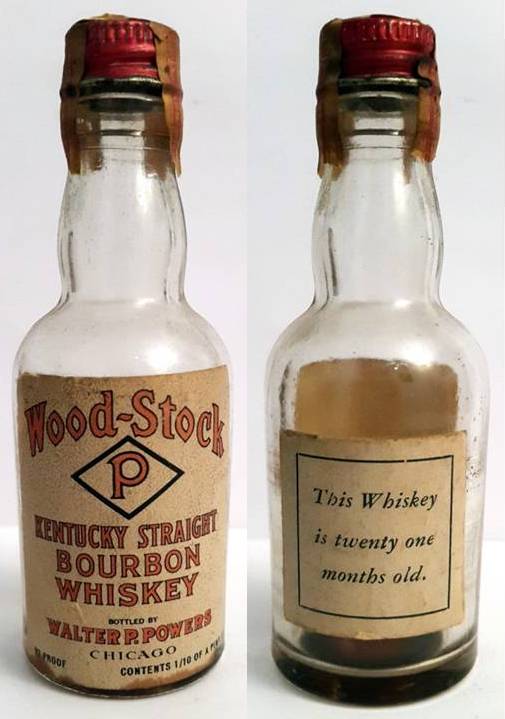 Wood-Stock
P
KENTUCKY STRAIGHT
BOURBON
WHISKEY
BOTTLED BY
WALTER P. POWERS
CHICAGO
PROOF
CONTENTS 1/10 OF A
This Whiskey
is twenty one
months old.